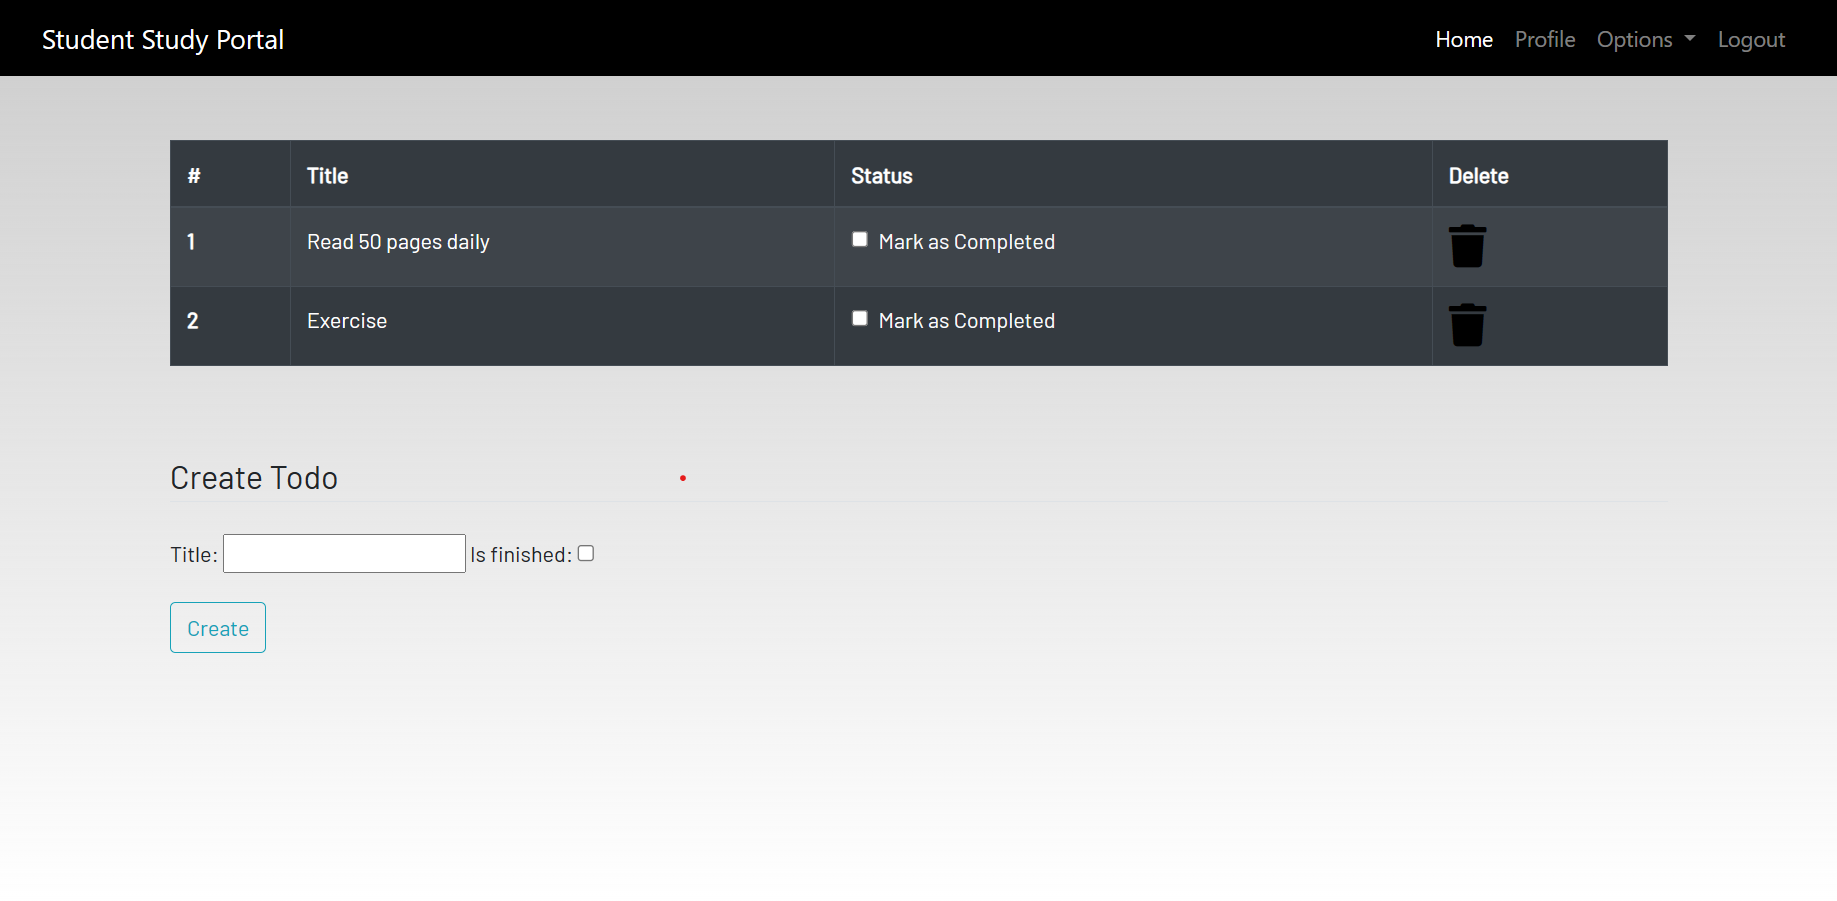 Student Study Portal Home Profile Options Logout
# Title Status Delete
1 Read 50 pages daily Mark as Completed
2 Exercise Mark as Completed
Create Todo
Title: Is finished:
Create